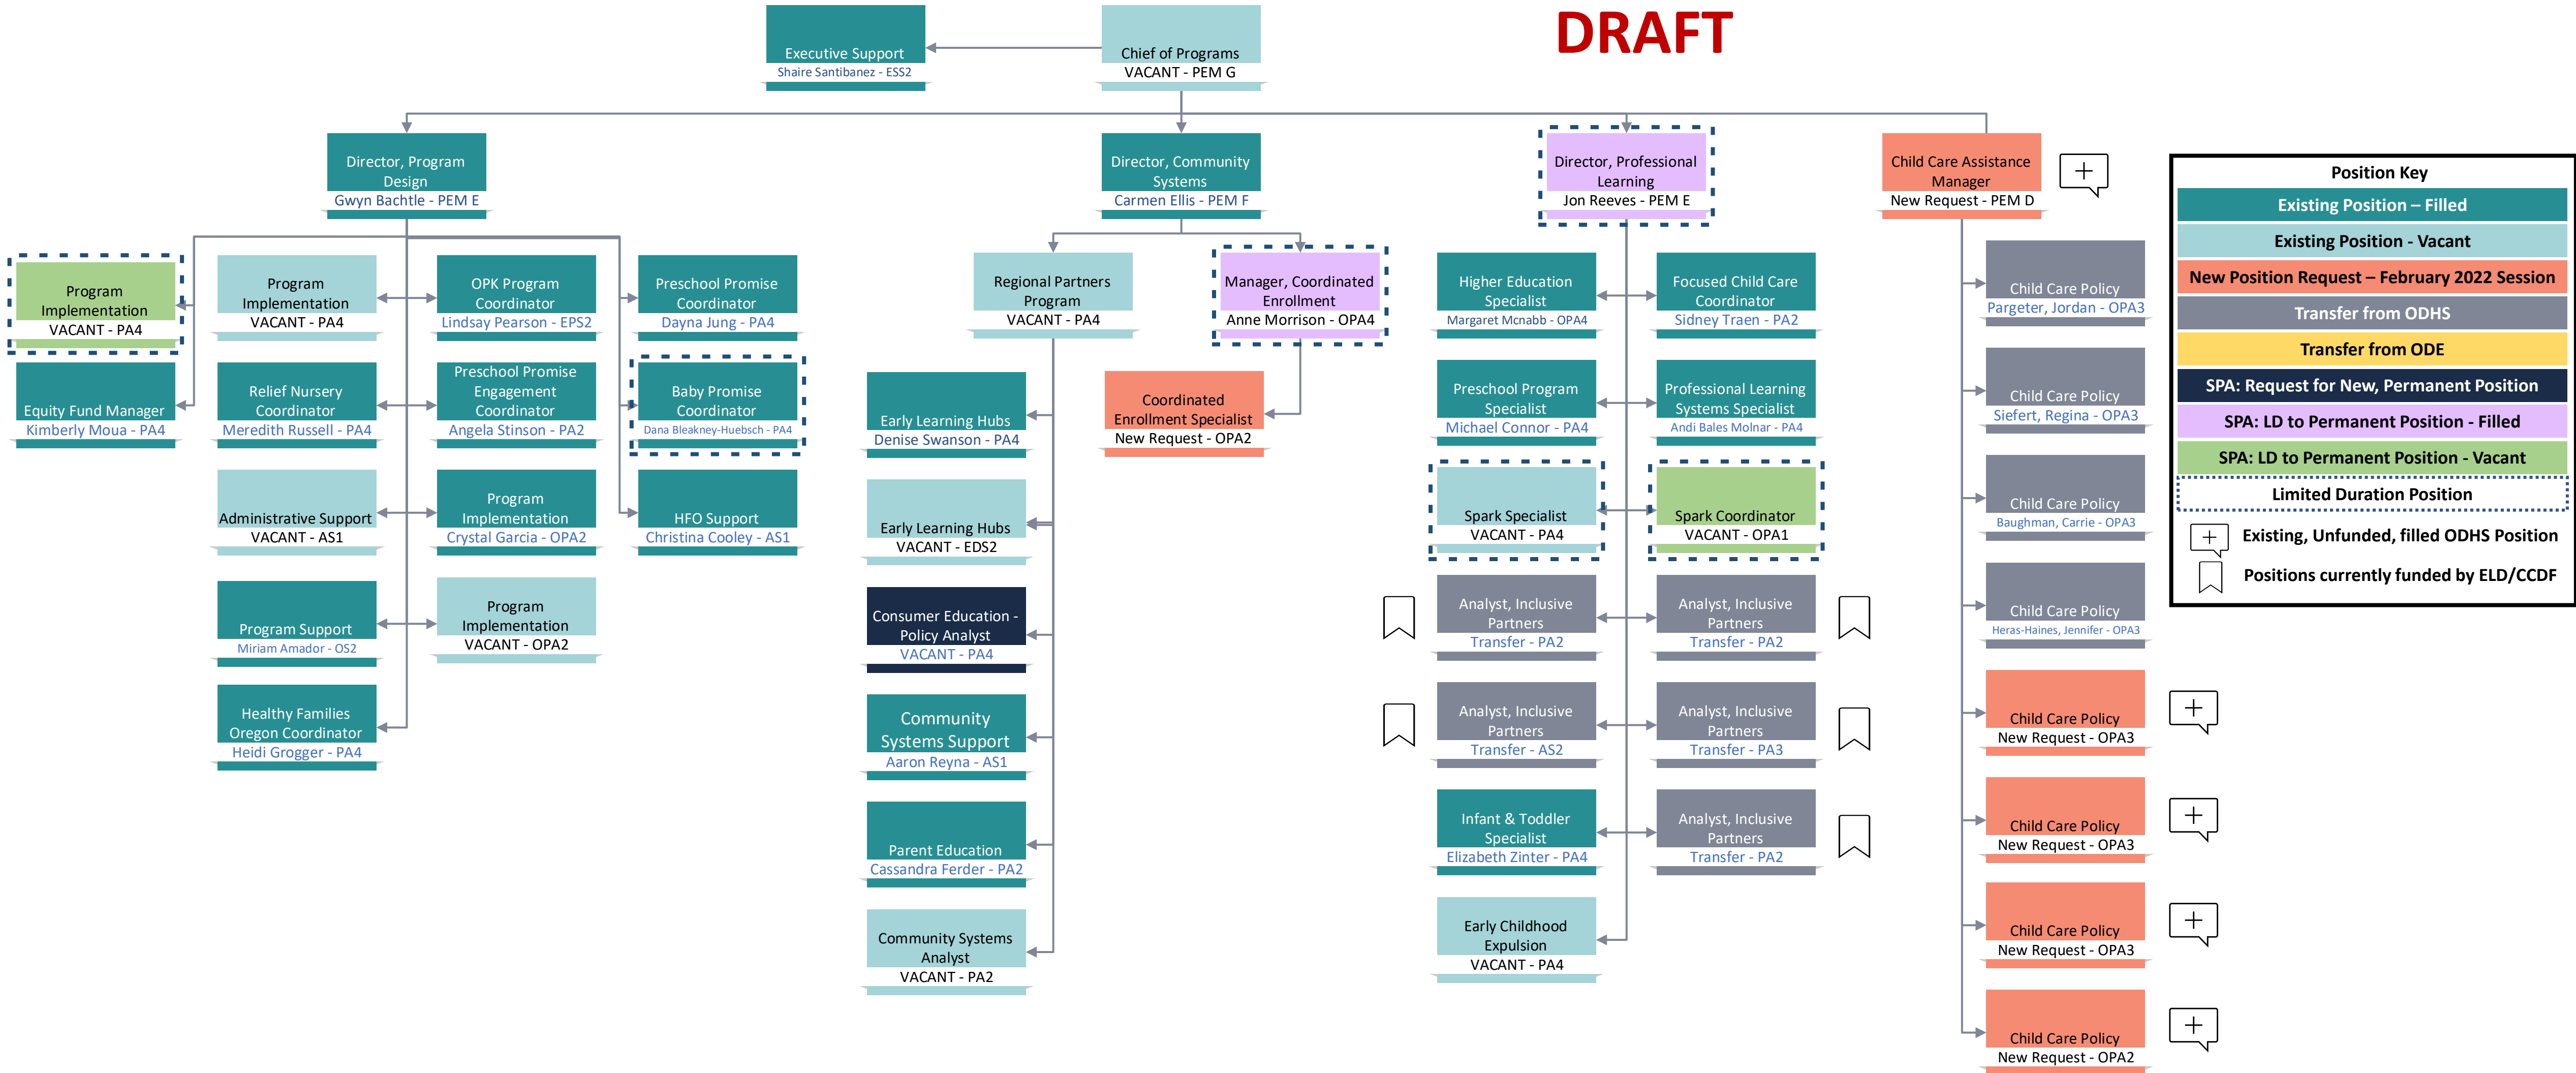 DRAFT
Executive Support
Shaire Santibanez - ESS2
Chief of Programs
VACANT - PEM G
Director, Program
Design
Gwyn Bachtle - PEM E
Director, Community
Systems
Carmen Ellis - PEM F
Director, Professional
Learning
Jon Reeves - PEM E
Child Care Assistance
Manager
New Request - PEM D
Program
Implementation
VACANT - PA4
Program
Implementation
VACANT - PA4
OPK Program
Coordinator
Lindsay Pearson - EPS2
Preschool Promise
Coordinator
Dayna Jung - PA4
Equity Fund Manager
Kimberly Moua - PA4
Relief Nursery
Coordinator
Meredith Russell - PA4
Preschool Promise
Engagement
Coordinator
Angela Stinson - PA2
Baby Promise
Coordinator
Dana Bleakney-Huebsch - PA4
Administrative Support
VACANT - AS1
Program
Implementation
Crystal Garcia - OPA2
HFO Support
Christina Cooley - AS1
Program Support
Miriam Amador - OS2
Program
Implementation
VACANT - OPA2
Healthy Families
Oregon Coordinator
Heidi Grogger - PA4
Regional Partners
Program
VACANT - PA4
Manager, Coordinated
Enrollment
Anne Morrison - OPA4
Early Learning Hubs
Denise Swanson - PA4
Coordinated
Enrollment Specialist
New Request - OPA2
Early Learning Hubs
VACANT - EDS2
Consumer Education -
Policy Analyst
VACANT - PA4
Community
Systems Support
Aaron Reyna - AS1
Parent Education
Cassandra Ferder - PA2
Community Systems
Analyst
VACANT - PA2
Higher Education
Specialist
Margaret Mcnabb - OPA4
Focused Child Care
Coordinator
Sidney Traen - PA2
Preschool Program
Specialist
Michael Connor - PA4
Professional Learning
Systems Specialist
Andi Bales Molnar - PA4
Spark Specialist
VACANT - PA4
Spark Coordinator
VACANT - OPA1
Analyst, Inclusive
Partners
Transfer - PA2
Analyst, Inclusive
Partners
Transfer - PA2
Analyst, Inclusive
Partners
Transfer - AS2
Analyst, Inclusive
Partners
Transfer - PA3
Infant & Toddler
Specialist
Elizabeth Zinter - PA4
Analyst, Inclusive
Partners
Transfer - PA2
Early Childhood
Expulsion
VACANT - PA4
Child Care Policy
Pargeter, Jordan - OPA3
Child Care Policy
Siefert, Regina - OPA3
Child Care Policy
Baughman, Carrie - OPA3
Child Care Policy
Heras-Haines, Jennifer - OPA3
Child Care Policy
New Request - OPA3
Child Care Policy
New Request - OPA3
Child Care Policy
New Request - OPA3
Child Care Policy
New Request - OPA2
Position Key
Existing Position – Filled
Existing Position - Vacant
New Position Request – February 2022 Session
Transfer from ODHS
Transfer from ODE
SPA: Request for New, Permanent Position
SPA: LD to Permanent Position - Filled
SPA: LD to Permanent Position - Vacant
Limited Duration Position
Existing, Unfunded, filled ODHS Position
Positions currently funded by ELD/CCDF